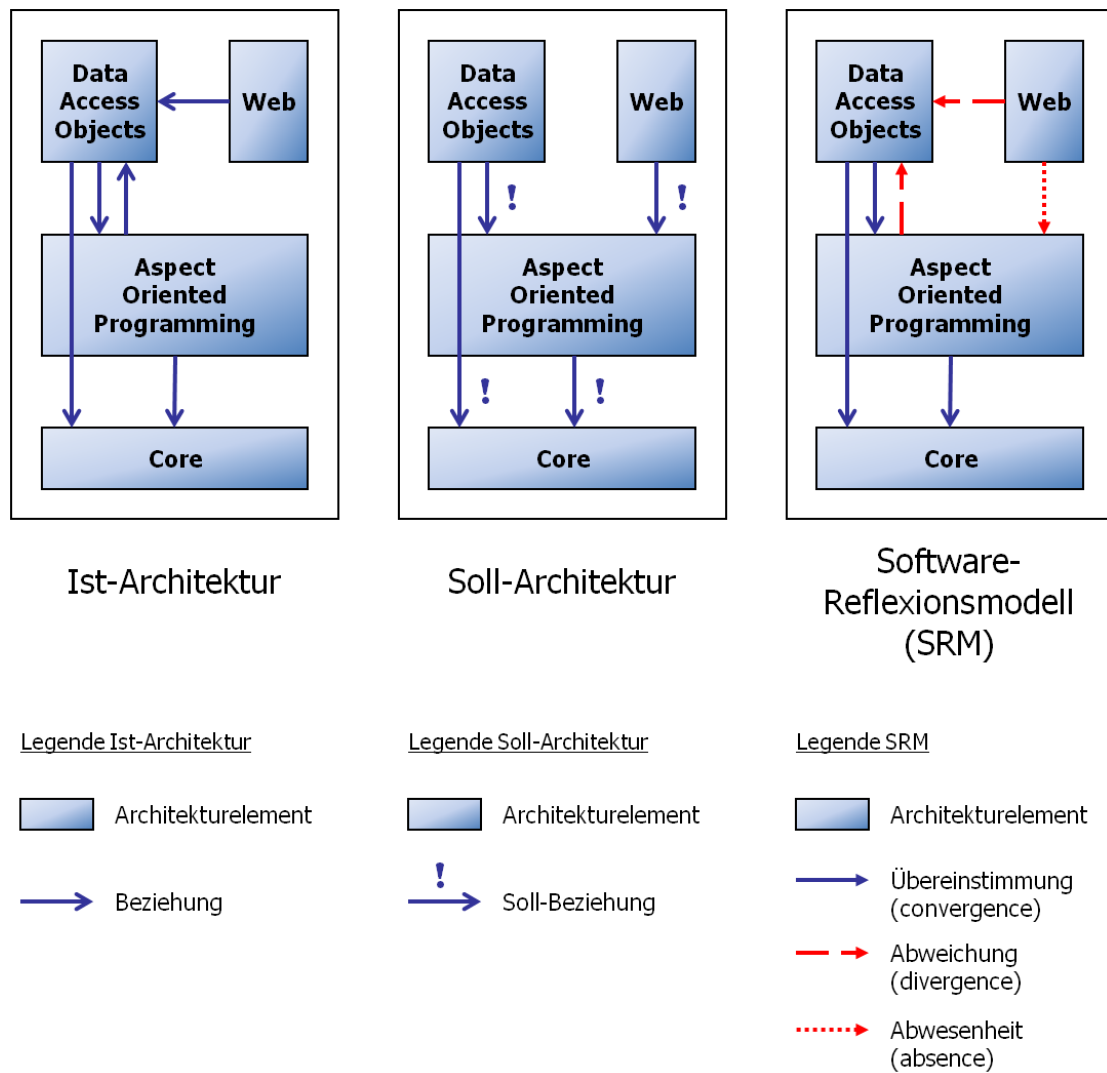 Data
Access
Objects
Web
Aspect
Oriented
Programming
Core
Ist-Architektur
Data
Access
Objects
Web
!
!
Aspect
Oriented
Programming
!
!
Core
Soll-Architektur
Data
Access
Objects
Web
Aspect
Oriented
Programming
Core
Software-
Reflexionsmodell
(SRM)
Legende Ist-Architektur
Architekturelement
Beziehung
Legende Soll-Architektur
Architekturelement
!
Soll-Beziehung
Legende SRM
Architekturelement
Übereinstimmung
(convergence)
Abweichung
(divergence)
Abwesenheit
(absence)